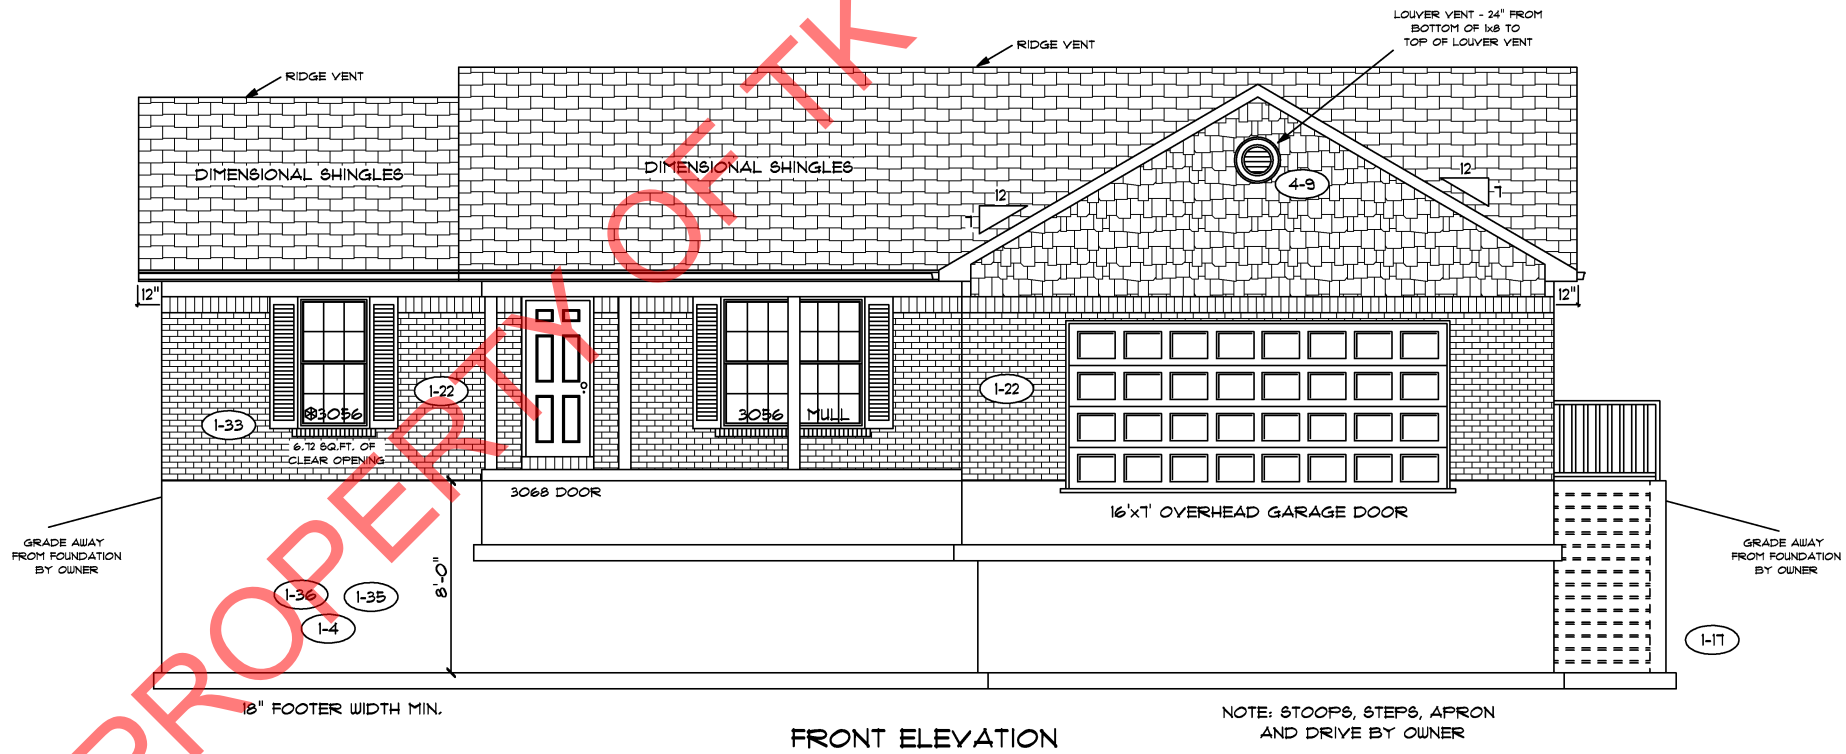 LOUVER VENT - 24" FROM
BOTTOM OF 1x8 TO
TOP OF LOUVER VENT
RIDGE VENT
RIDGE VENT
DIMENSIONAL SHINGLES
DIMENSIONAL SHINGLES
12
7
12
7
4-9
12"
12"
1-22
1-22
1-33
⊛3056
3056 MULL
6.72 SQ.FT. OF
CLEAR OPENING
3068 DOOR
16'x7' OVERHEAD GARAGE DOOR
GRADE AWAY
FROM FOUNDATION
BY OWNER
GRADE AWAY
FROM FOUNDATION
BY OWNER
8'-0"
1-36
1-35
1-4
1-17
18" FOOTER WIDTH MIN.
NOTE: STOOPS, STEPS, APRON
AND DRIVE BY OWNER
FRONT ELEVATION
PROPERTY OF TK